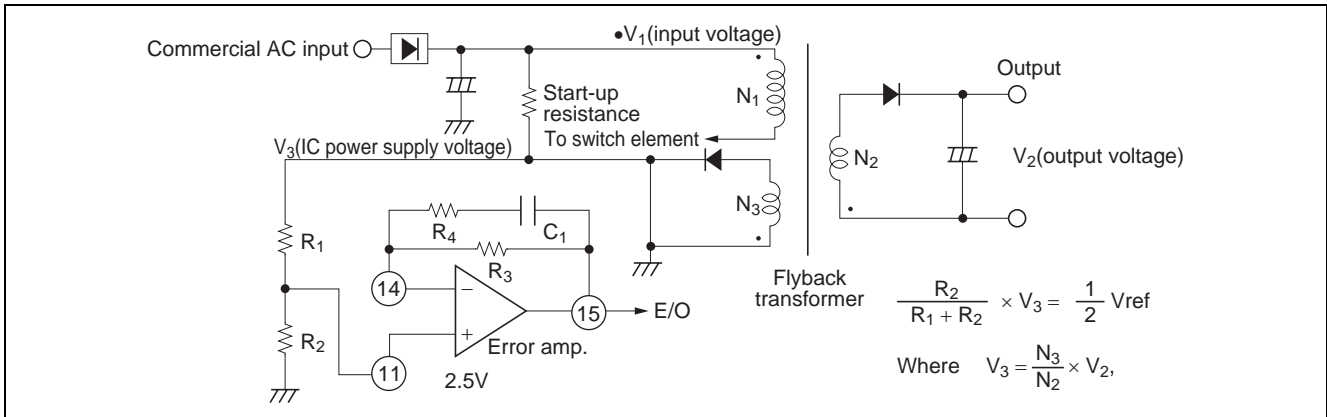 Commercial AC input
•V1(input voltage)
Start-up
resistance
N1
To switch element
V3(IC power supply voltage)
N3
N2
Output
V2(output voltage)
R1
R2
R4
C1
R3
14
−
+
11
15
E/O
Error amp.
2.5V
Flyback
transformer
R2 / R1 + R2 × V3 = 1/2 Vref
Where V3 = N3/N2 × V2,